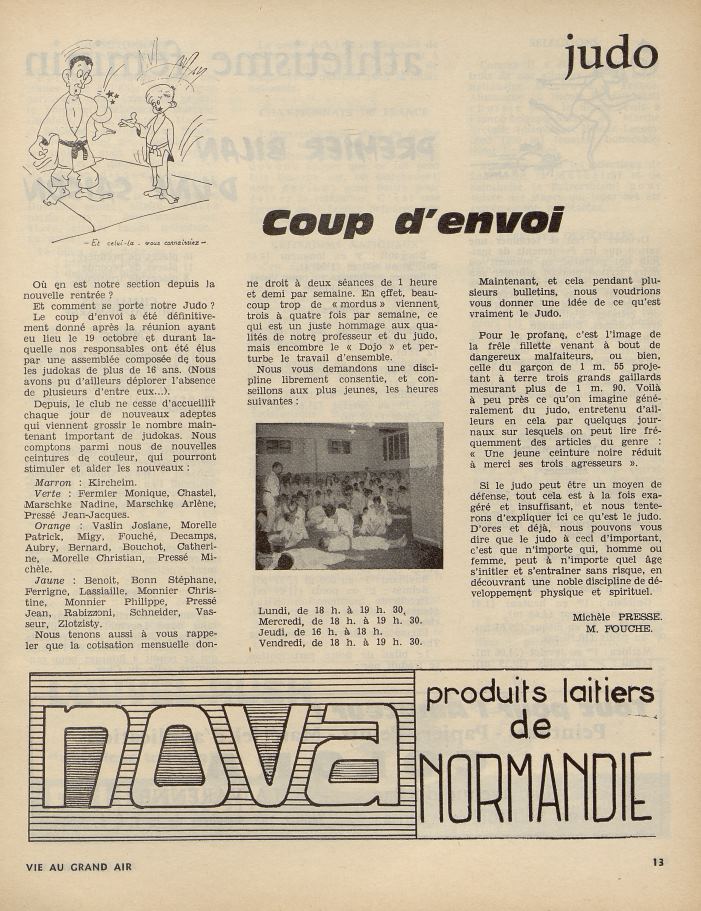 judo
- Et celui-la - vous connaissiez -
Coup d'envoi
Où en est notre section depuis la
nouvelle rentrée ?
Et comment se porte notre Judo ?
Le coup d'envoi a été définitive-
ment donné après la réunion ayant
eu lieu le 19 octobre et durant la-
quelle nos responsables ont été élus
par une assemblée composée de tous
les judokas de plus de 16 ans. (Nous
avons pu d'ailleurs déplorer l'absence
de plusieurs d'entre eux...).
Depuis, le club ne cesse d'accueillir
chaque jour de nouveaux adeptes
qui viennent grossir le nombre main-
tenant important de judokas. Nous
comptons parmi nous de nouvelles
ceintures de couleur, qui pourront
stimuler et aider les nouveaux :
Marron : Kircheim.
Verte : Fermier Monique, Chastel,
Marschke Nadine, Marschke Arlène,
Pressé Jean-Jacques.
Orange : Vaslin Josiane, Morelle
Patrick, Migy, Fouché, Decamps,
Aubry, Bernard, Bouchot, Catheri-
ne, Morelle Christian, Pressé Mi-
chèle.
Jaune : Benoit, Bonn Stéphane,
Ferrigne, Lassiaille, Monnier Chris-
tine, Monnier Philippe, Pressé
Jean, Rabizzoni, Schneider, Vas-
seur, Zlotzisty.
Nous tenons aussi à vous rappe-
ler que la cotisation mensuelle don-
ne droit à deux séances de 1 heure
et demi par semaine. En effet, beau-
coup trop de « mordus » viennent
trois à quatre fois par semaine, ce
qui est un juste hommage aux qua-
lités de notre professeur et du judo,
mais encombre le « Dojo » et per-
turbe le travail d'ensemble.
Nous vous demandons une disci-
pline librement consentie, et con-
seillons aux plus jeunes, les heures
suivantes :
Lundi, de 18 h. à 19 h. 30,
Mercredi, de 18 h. à 19 h. 30.
Jeudi, de 16 h. à 18 h.
Vendredi, de 18 h. à 19 h. 30.
Maintenant, et cela pendant plu-
sieurs bulletins, nous voudrions
vous donner une idée de ce qu'est
vraiment le Judo.
Pour le profane, c'est l'image de
la frêle fillette venant à bout de
dangereux malfaiteurs, ou bien,
celle du garçon de 1 m. 55 proje-
tant à terre trois grands gaillards
mesurant plus de 1 m. 90. Voilà
à peu près ce qu'on imagine géné-
ralement du judo, entretenu d'ail-
leurs en cela par quelques jour-
naux sur lesquels on peut lire fré-
quemment des articles du genre :
« Une jeune ceinture noire réduit
à merci ses trois agresseurs ».
Si le judo peut être un moyen de
défense, tout cela est à la fois exa-
géré et insuffisant, et nous tente-
rons d'expliquer ici ce qu'est le judo.
D'ores et déjà, nous pouvons vous
dire que le judo à ceci d'important,
c'est que n'importe qui, homme ou
femme, peut à n'importe quel âge
s'initier et s'entraîner sans risque, en
découvrant une noble discipline de dé-
veloppement physique et spirituel.
Michèle PRESSE.
M. FOUCHE.
nova
produits laitiers
de
NORMANDIE
VIE AU GRAND AIR
13